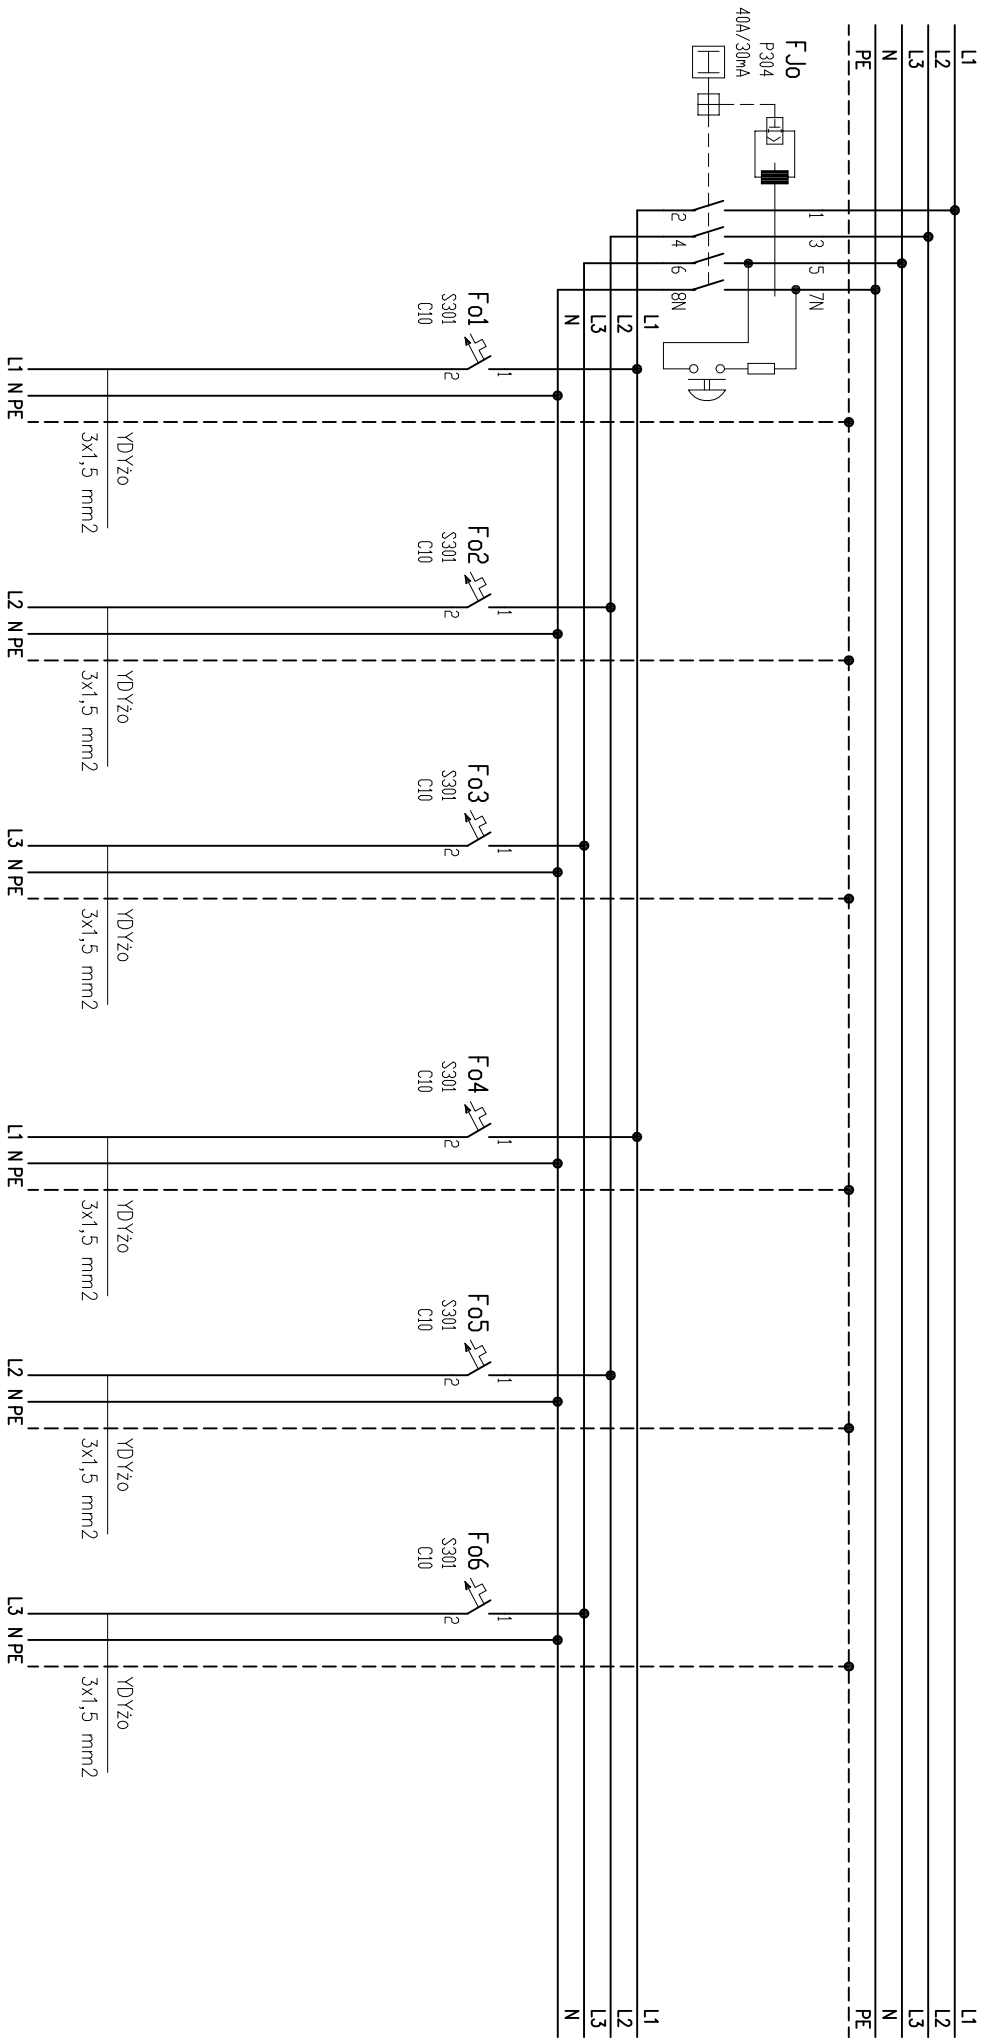 L1
L2
L3
N
PE
FJo
P304
40A/30mA
1
3
5
7N
2
4
6
8N
L1
L2
L3
N
Fo1
S301
C10
1
2
YDYżo
3x1,5 mm2
L1 N PE
Fo2
S301
C10
1
2
YDYżo
3x1,5 mm2
L2 N PE
Fo3
S301
C10
1
2
YDYżo
3x1,5 mm2
L3 N PE
Fo4
S301
C10
1
2
YDYżo
3x1,5 mm2
L1 N PE
Fo5
S301
C10
1
2
YDYżo
3x1,5 mm2
L2 N PE
Fo6
S301
C10
1
2
YDYżo
3x1,5 mm2
L3 N PE
L1
L2
L3
N
PE
L1
L2
L3
N